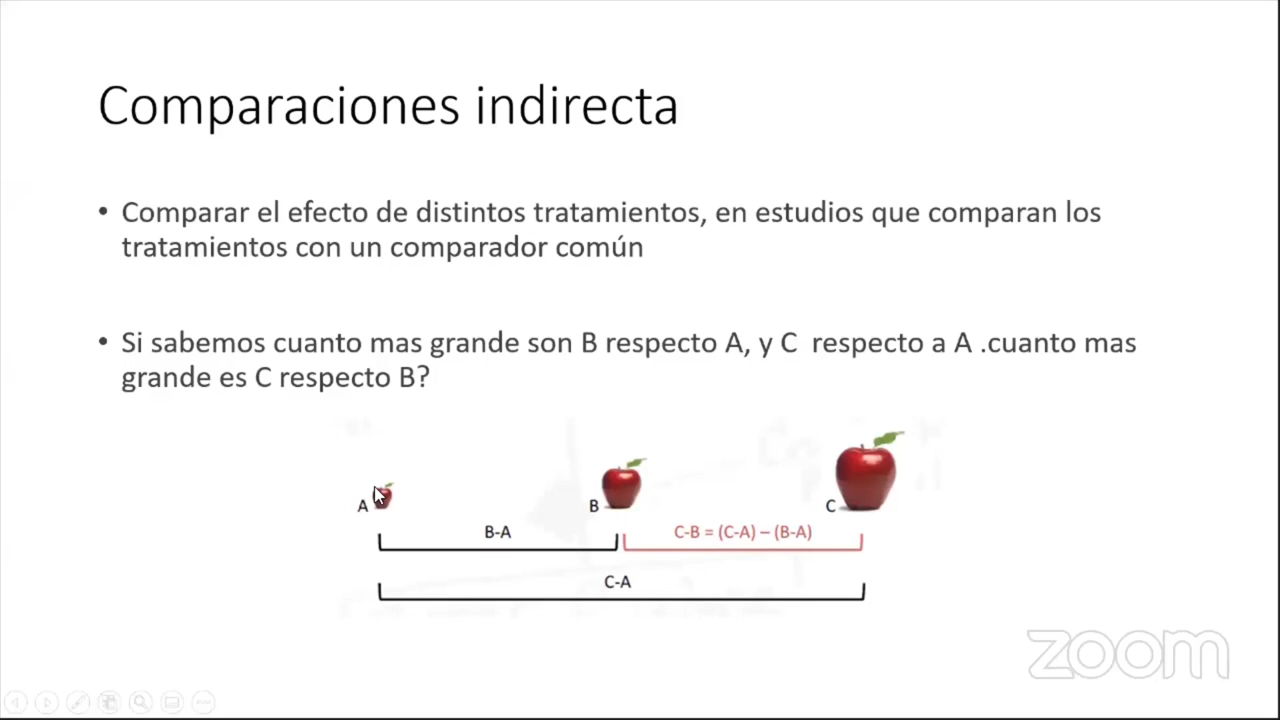 Comparaciones indirecta
• Comparar el efecto de distintos tratamientos, en estudios que comparan los
tratamientos con un comparador común
• Si sabemos cuanto mas grande son B respecto A, y C  respecto a A .cuanto mas
grande es C respecto B?
A
B
C
B-A
C-B = (C-A) – (B-A)
C-A
zoom